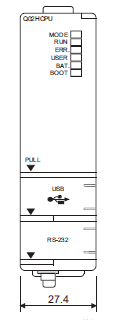 Q02HCPU
MODE
RUN
ERR.
USER
BAT.
BOOT
PULL
USB
RS-232
27.4